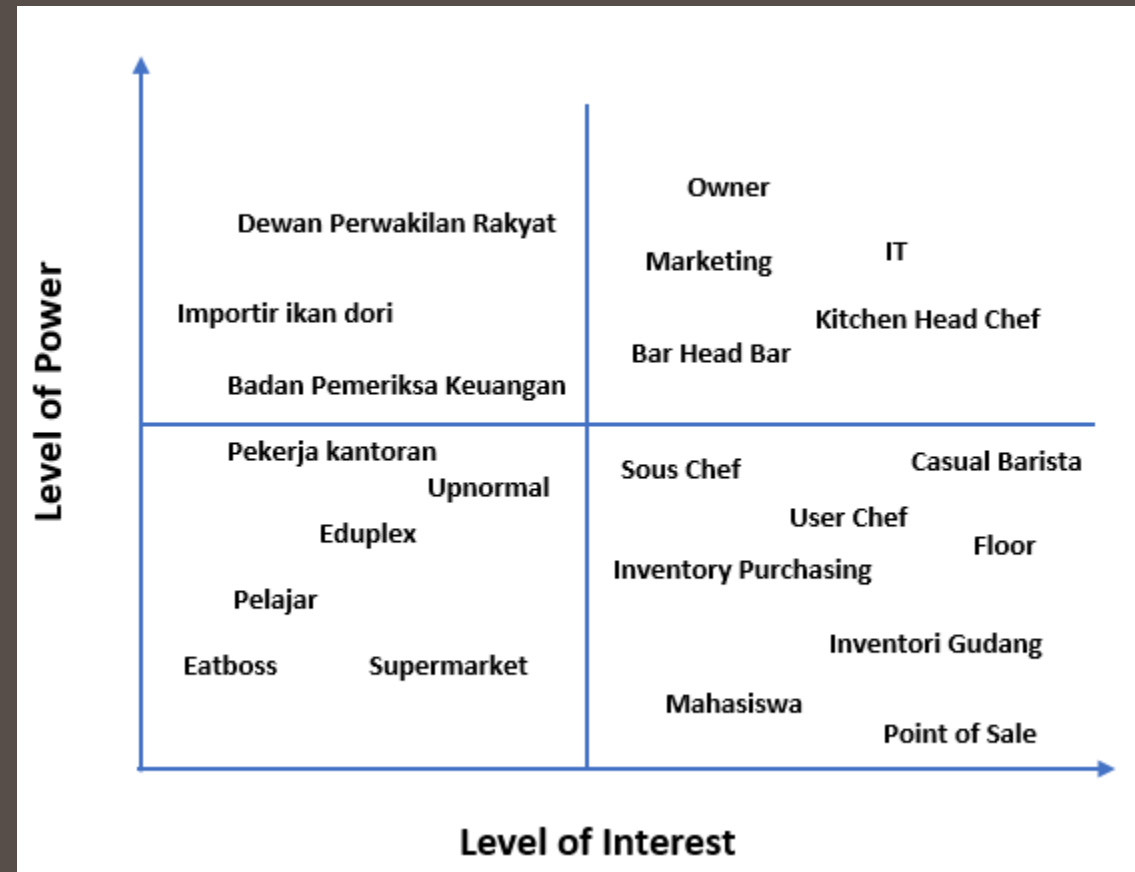 Level of Power
Owner
Dewan Perwakilan Rakyat
Marketing
IT
Importir ikan dori
Kitchen Head Chef
Bar Head Bar
Badan Pemeriksa Keuangan
Pekerja kantoran
Sous Chef
Casual Barista
Upnormal
User Chef
Eduplex
Floor
Inventory Purchasing
Pelajar
Inventori Gudang
Eatboss
Supermarket
Mahasiswa
Point of Sale
Level of Interest